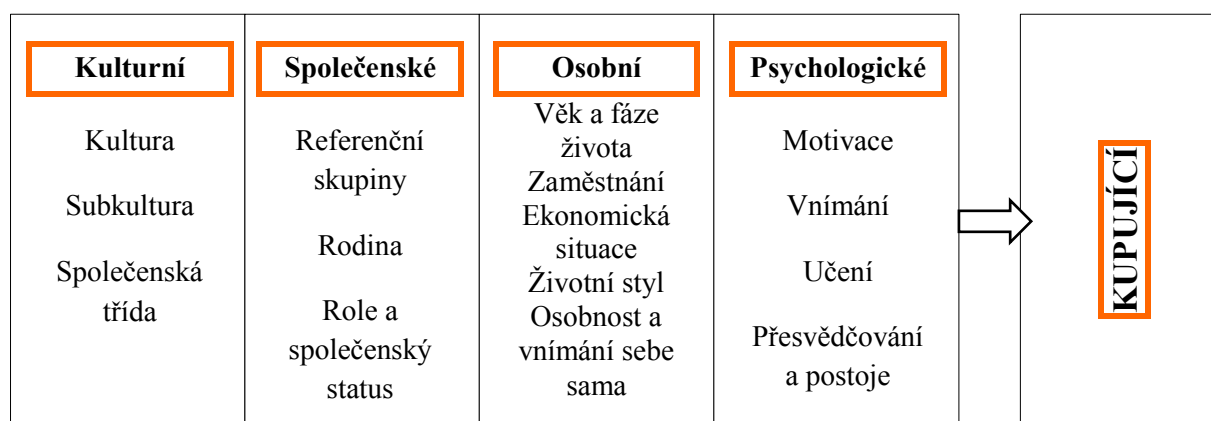 Kulturní
Kultura
Subkultura
Společenská
třída
Společenské
Referenční
skupiny
Rodina
Role a
společenský
status
Osobní
Věk a fáze
života
Zaměstnání
Ekonomická
situace
Životní styl
Osobnost a
vnímání sebe
sama
Psychologické
Motivace
Vnímání
Učení
Přesvědčování
a postoje
KUPUJÍCÍ